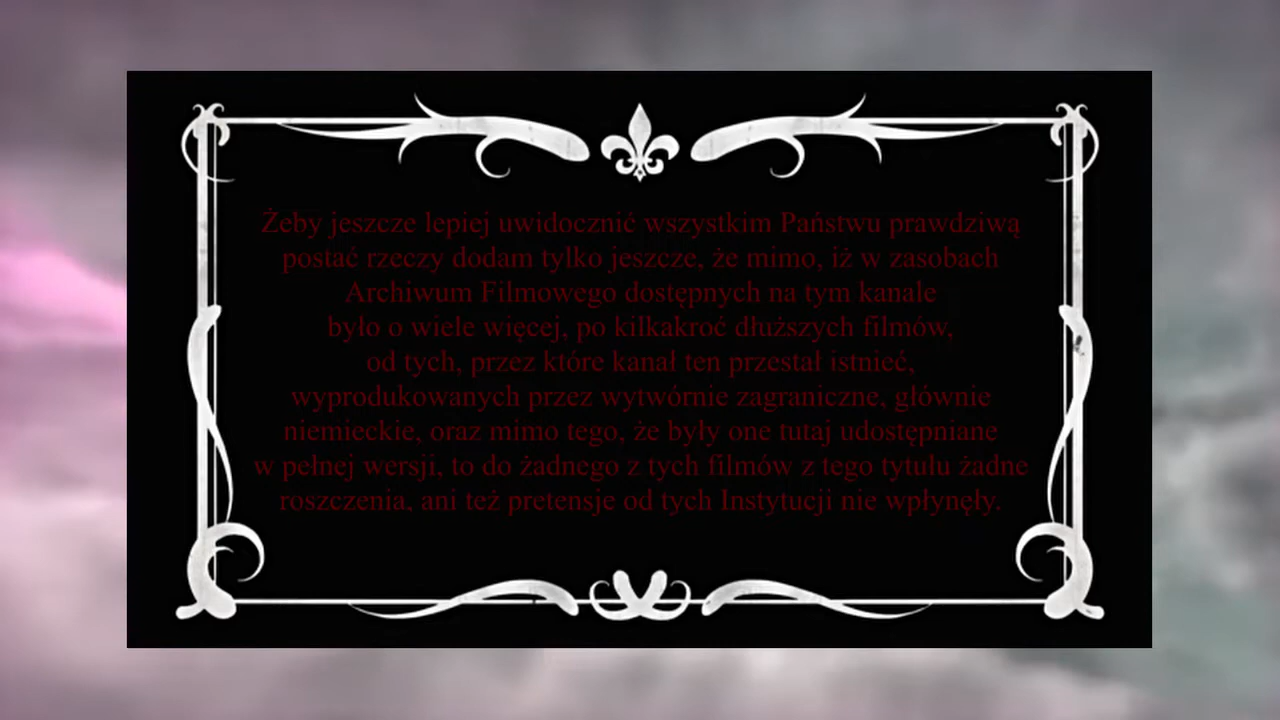 Żeby jeszcze lepiej uwidocznić wszystkim Państwu prawdziwą
postać rzeczy dodam tylko jeszcze, że mimo, iż w zasobach
Archiwum Filmowego dostępnych na tym kanale
było o wiele więcej, po kilkakroć dłuższych filmów,
od tych, przez które kanał ten przestał istnieć,
wyprodukowanych przez wytwórnie zagraniczne, głównie
niemieckie, oraz mimo tego, że były one tutaj udostępniane
w pełnej wersji, to do żadnego z tych filmów z tego tytułu żadne
roszczenia, ani też pretensje od tych Instytucji nie wpłynęły.